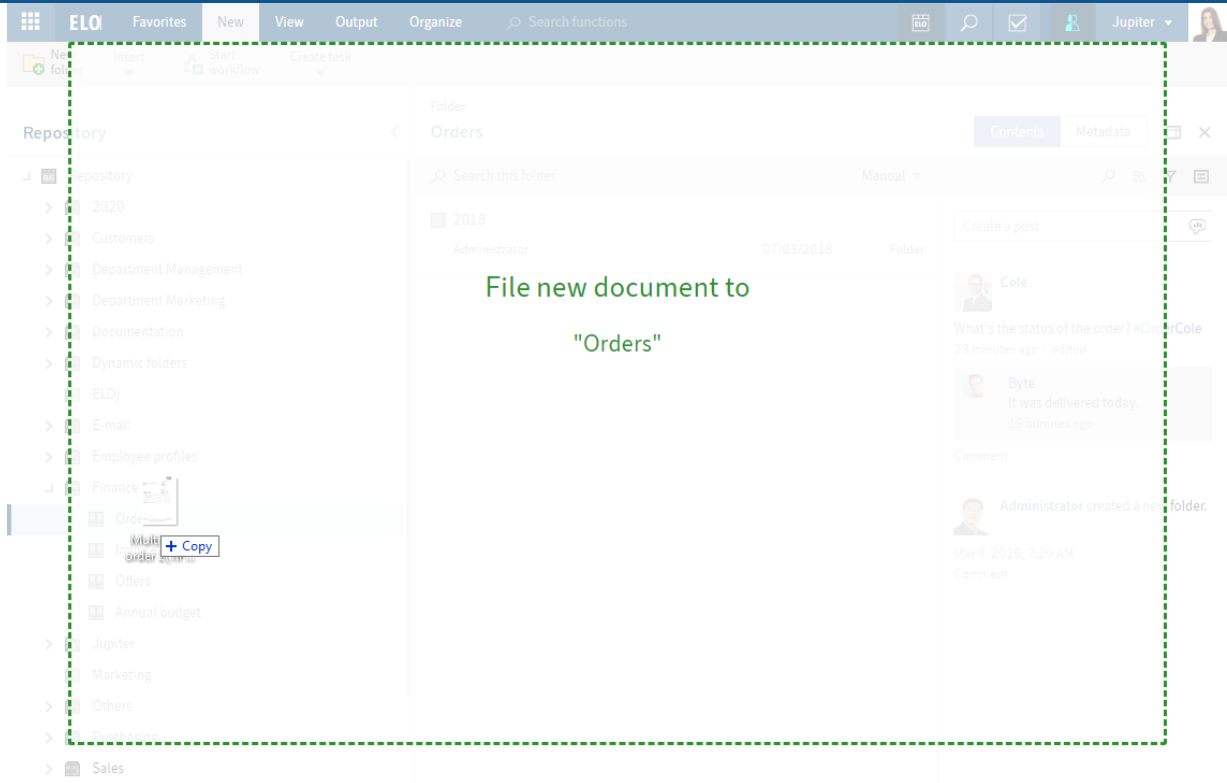 ELO
Favorites
New
View
Output
Organize
Search functions
ELO
Jupiter
New
folder
Insert
Start
workflow
Create task
Repository
Folder
Orders
Contents
Metadata
Repository
Search this folder
Manual
2020
Customers
Department Management
Department Marketing
Documentation
Dynamic folders
ELOj
E-mail
Employee profiles
Finance
Offers
Annual budget
Jupiter
Marketing
Others
Purchasing
Sales
2018
Administrator
07/03/2018
Folder
File new document to
"Orders"
+ Copy
Create a post
Cole
What's the status of the order? #OrderCole
23 minutes ago – edited
Byte
It was delivered today.
19 minutes ago
Comment
Administrator created a new folder.
Mar 9, 2016, 7:29 AM
Comment